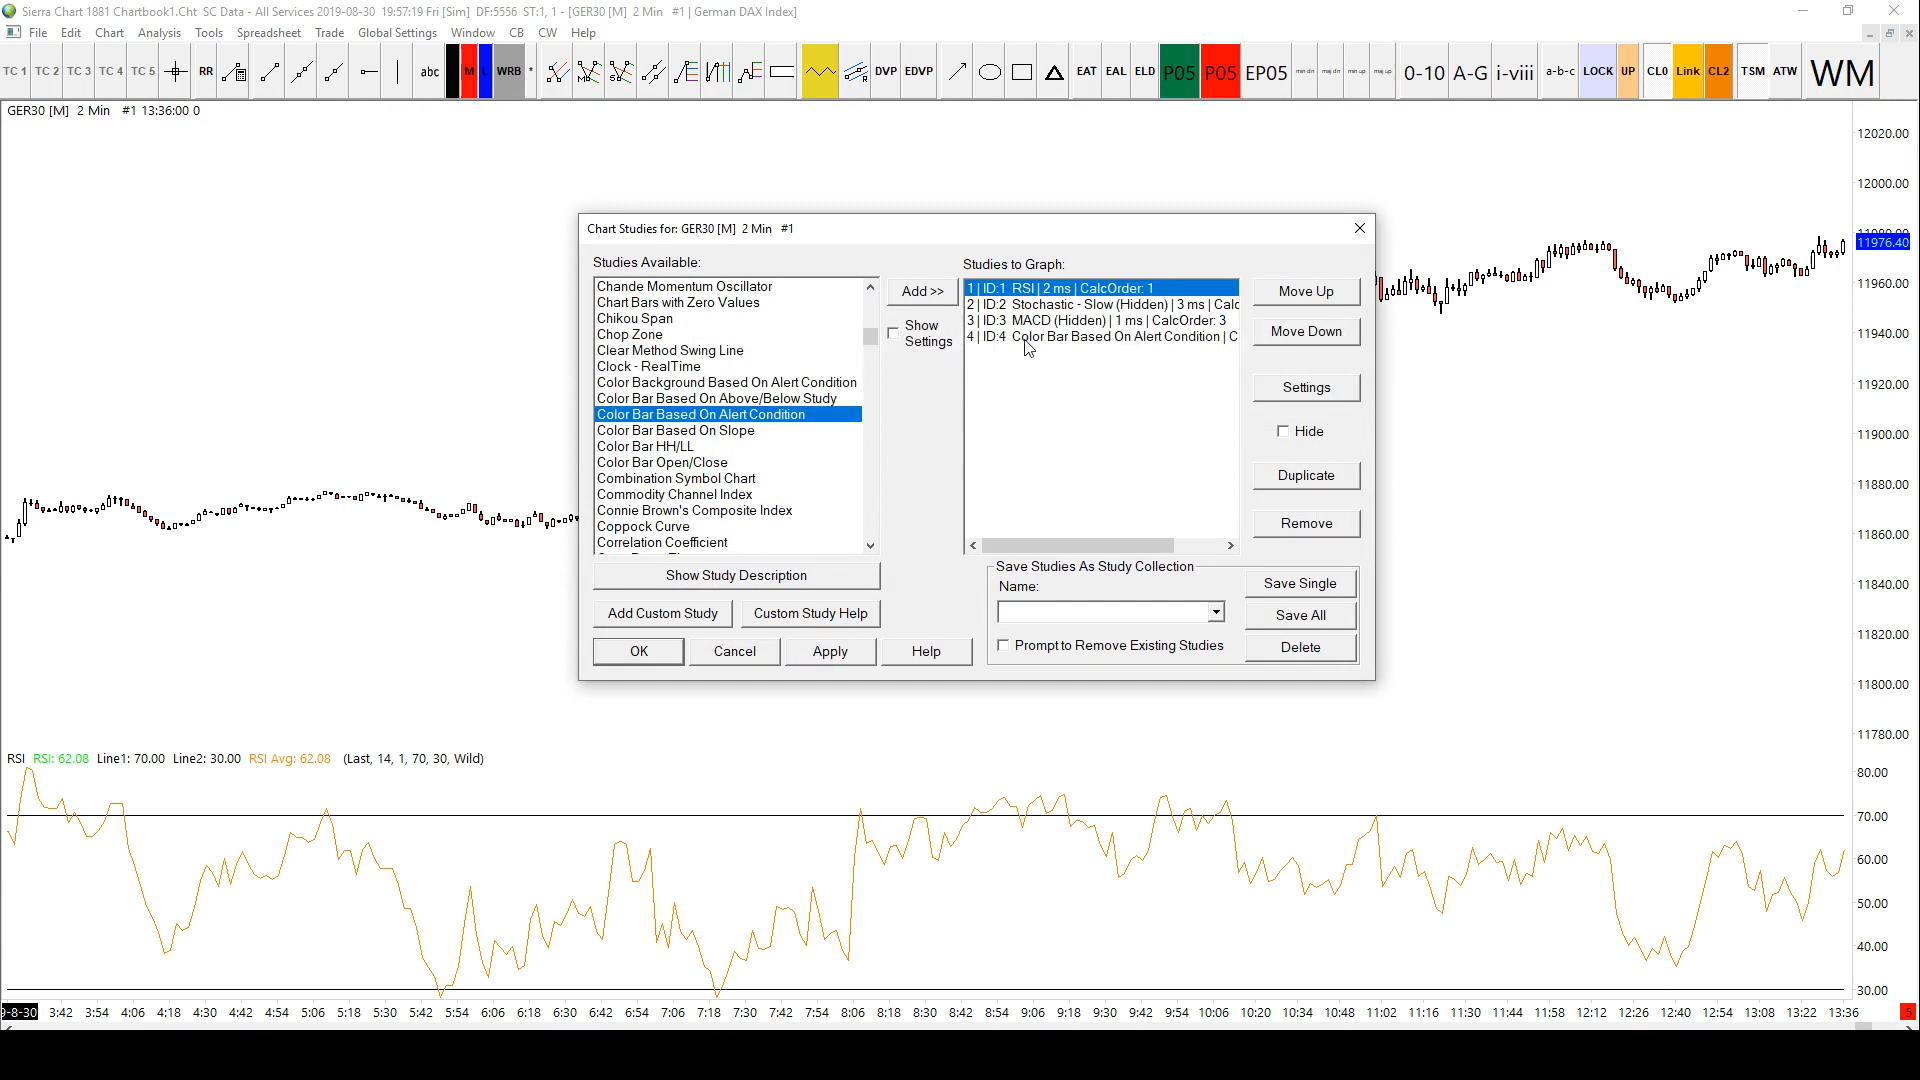 Sierra Chart 1881 Chartbook1.Cht  SC Data - All Services 2019-08-30  19:57:19 Fri [Sim]  DF:5556  ST:1, 1 - [GER30 [M]  2 Min   #1 | German DAX Index]
File Edit Chart Analysis Tools Spreadsheet Trade Global Settings Window CB CW Help
TC 1 TC 2 TC 3 TC 4 TC 5 RR abc M L WRB * DVP EDVP EAT EAL ELD P05 P05 EP05 min dn maj dn min up maj up 0-10 A-G i-viii a-b-c LOCK UP CL0 Link CL2 TSM ATW WM
GER30 [M]  2 Min   #1 13:36:00 0
12020.00
12000.00
11980.00
11976.40
11960.00
11940.00
11920.00
11900.00
11880.00
11860.00
11840.00
11820.00
11800.00
11780.00
Chart Studies for: GER30 [M]  2 Min   #1
Studies Available:
Chande Momentum Oscillator
Chart Bars with Zero Values
Chikou Span
Chop Zone
Clear Method Swing Line
Clock - RealTime
Color Background Based On Alert Condition
Color Bar Based On Above/Below Study
Color Bar Based On Alert Condition
Color Bar Based On Slope
Color Bar HH/LL
Color Bar Open/Close
Combination Symbol Chart
Commodity Channel Index
Connie Brown's Composite Index
Coppock Curve
Correlation Coefficient
Show Study Description
Add Custom Study
Custom Study Help
OK
Cancel
Apply
Help
Add >>
Show
Settings
Studies to Graph:
1 | ID:1  RSI | 2 ms | CalcOrder: 1
2 | ID:2  Stochastic - Slow (Hidden) | 3 ms | Calc
3 | ID:3  MACD (Hidden) | 1 ms | CalcOrder: 3
4 | ID:4  Color Bar Based On Alert Condition | C
Move Up
Move Down
Settings
Hide
Duplicate
Remove
Save Studies As Study Collection
Name:
Prompt to Remove Existing Studies
Save Single
Save All
Delete
RSI  RSI: 62.08  Line1: 70.00  Line2: 30.00  RSI Avg: 62.08   (Last, 14, 1, 70, 30, Wild)
80.00
70.00
60.00
50.00
40.00
30.00
9-8-30 3:42 3:54 4:06 4:18 4:30 4:42 4:54 5:06 5:18 5:30 5:42 5:54 6:06 6:18 6:30 6:42 6:54 7:06 7:18 7:30 7:42 7:54 8:06 8:18 8:30 8:42 8:54 9:06 9:18 9:30 9:42 9:54 10:06 10:20 10:34 10:48 11:02 11:16 11:30 11:44 11:58 12:12 12:26 12:40 12:54 13:08 13:22 13:36
5